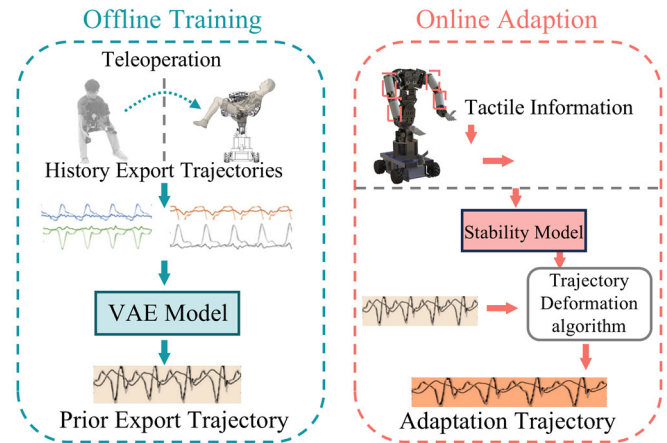 Offline Training
Teleoperation
History Export Trajectories
VAE Model
Prior Export Trajectory
Online Adaption
Tactile Information
Stability Model
Trajectory
Deformation
algorithm
Adaptation Trajectory